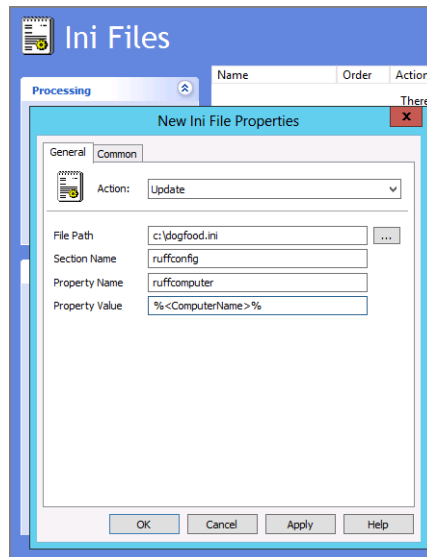 Ini Files
Name Order Action
Processing
There
New Ini File Properties
x
General Common
Action: Update
File Path c:\dogfood.ini ...
Section Name ruffconfig
Property Name ruffcomputer
Property Value %<ComputerName>%
OK Cancel Apply Help